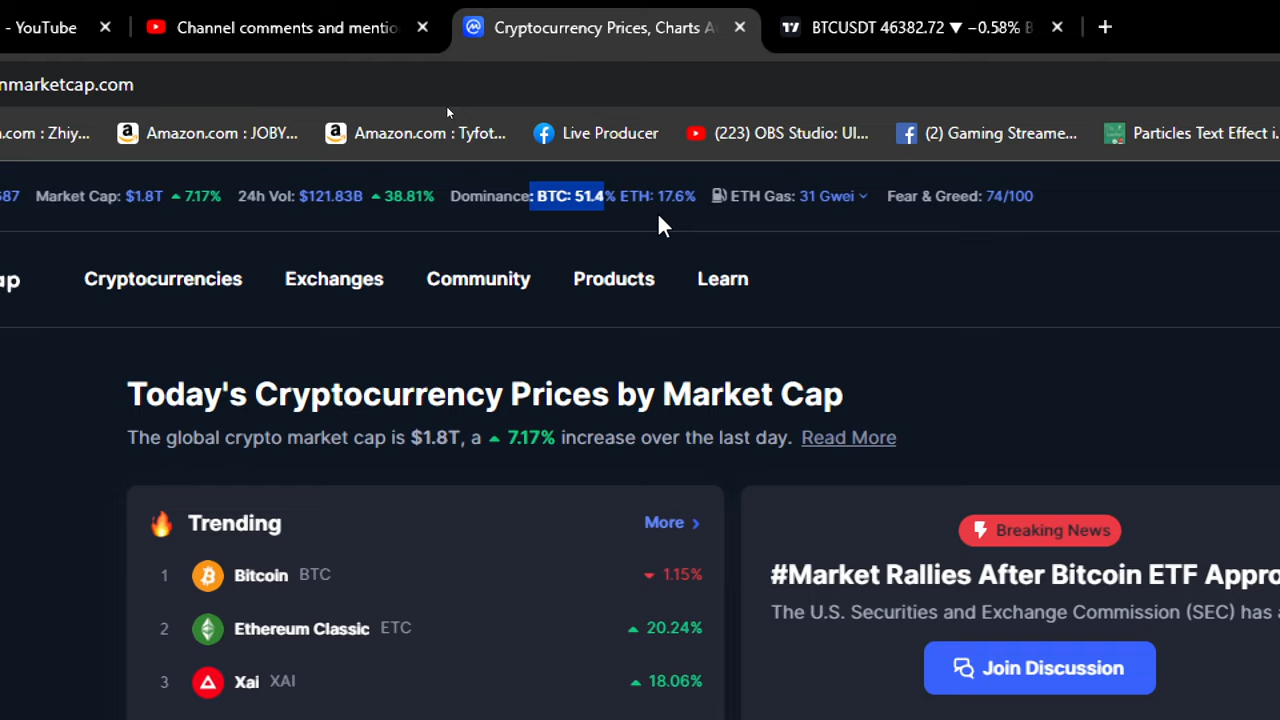 - YouTube
Channel comments and mentio
Cryptocurrency Prices, Charts A
BTCUSDT 46382.72 ▼ −0.58% B
nmarketcap.com
s.com : Zhiy...
Amazon.com : JOBY...
Amazon.com : Tyfot...
Live Producer
(223) OBS Studio: Ul...
(2) Gaming Streame...
Particles Text Effect i.
687
Market Cap: $1.8T ▲ 7.17%
24h Vol: $121.83B ▲ 38.81%
Dominance: BTC: 51.4% ETH: 17.6%
ETH Gas: 31 Gwei
Fear & Greed: 74/100
ap
Cryptocurrencies
Exchanges
Community
Products
Learn
Today's Cryptocurrency Prices by Market Cap
The global crypto market cap is $1.8T, a ▲ 7.17% increase over the last day. Read More
Trending
More
1 Bitcoin BTC ▼ 1.15%
2 Ethereum Classic ETC ▲ 20.24%
3 Xai XAI ▲ 18.06%
Breaking News
#Market Rallies After Bitcoin ETF Appro
The U.S. Securities and Exchange Commission (SEC) has a
Join Discussion